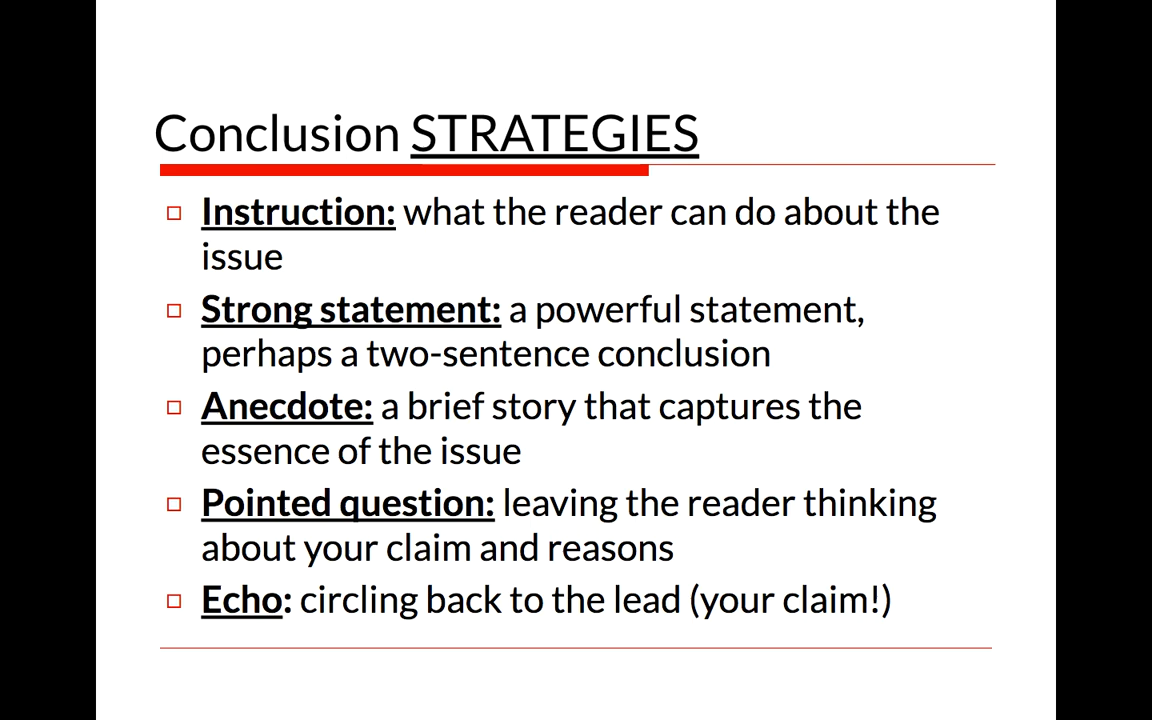 Conclusion STRATEGIES
Instruction: what the reader can do about the
issue
Strong statement: a powerful statement,
perhaps a two-sentence conclusion
Anecdote: a brief story that captures the
essence of the issue
Pointed question: leaving the reader thinking
about your claim and reasons
Echo: circling back to the lead (your claim!)